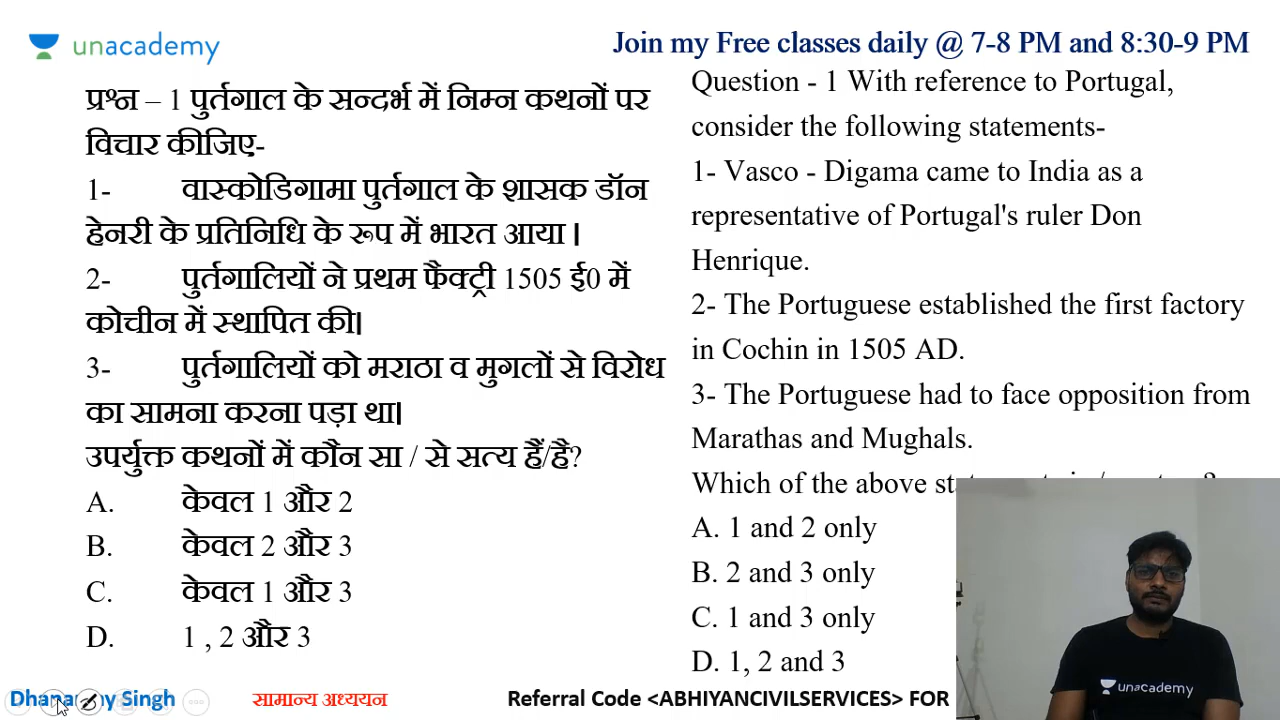 unacademy
Join my Free classes daily @ 7-8 PM and 8:30-9 PM
प्रश्न – 1 पुर्तगाल के सन्दर्भ में निम्न कथनों पर
विचार कीजिए-
1- वास्कोडिगामा पुर्तगाल के शासक डॉन
हेनरी के प्रतिनिधि के रूप में भारत आया ।
2- पुर्तगालियों ने प्रथम फैक्ट्री 1505 ई0 में
कोचीन में स्थापित की।
3- पुर्तगालियों को मराठा व मुगलों से विरोध
का सामना करना पड़ा था।
उपर्युक्त कथनों में कौन सा / से सत्य हैं/है?
A. केवल 1 और 2
B. केवल 2 और 3
C. केवल 1 और 3
D. 1 , 2 और 3
Question - 1 With reference to Portugal,
consider the following statements-
1- Vasco - Digama came to India as a
representative of Portugal's ruler Don
Henrique.
2- The Portuguese established the first factory
in Cochin in 1505 AD.
3- The Portuguese had to face opposition from
Marathas and Mughals.
Which of the above
A. 1 and 2 only
B. 2 and 3 only
C. 1 and 3 only
D. 1, 2 and 3
unacademy
Singh
सामान्य अध्ययन
Referral Code <ABHIYANCIVILSERVICES> FOR